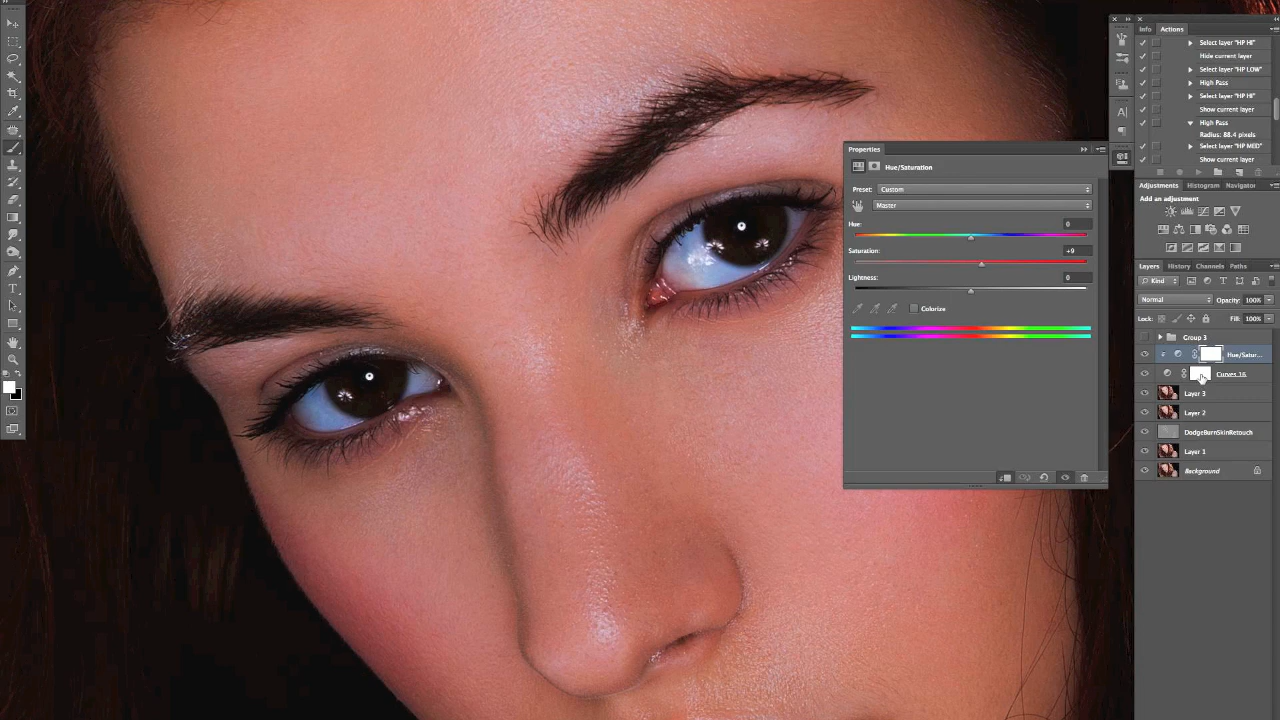 Info Actions
Select layer "HP HI"
Hide current layer
Select layer "HP LOW"
High Pass
Select layer "HP HI"
Show current layer
High Pass
Radius: 88.4 pixels
Select layer "HP MED"
Show current layer
Properties
Hue/Saturation
Preset: Custom
Master
Hue: 0
Saturation: +9
Lightness: 0
Colorize
Adjustments Histogram Navigator
Add an adjustment
Layers History Channels Paths
Kind
Normal Opacity: 100%
Lock: Fill: 100%
Group 3
Hue/Satur...
Curves 16
Layer 3
Layer 2
DodgeBurnSkinRetouch
Layer 1
Background